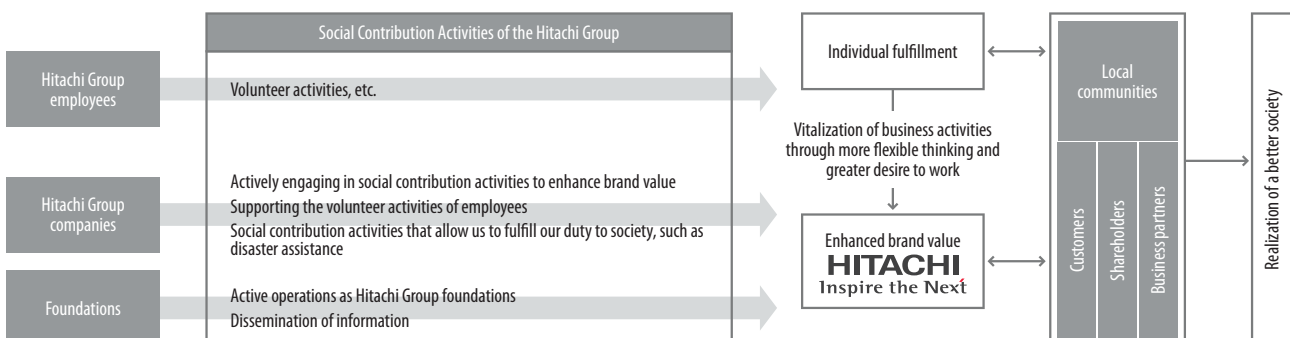 Social Contribution Activities of the Hitachi Group
Hitachi Group
employees
Volunteer activities, etc.
Hitachi Group
companies
Actively engaging in social contribution activities to enhance brand value
Supporting the volunteer activities of employees
Social contribution activities that allow us to fulfill our duty to society, such as
disaster assistance
Foundations
Active operations as Hitachi Group foundations
Dissemination of information
Individual fulfillment
Vitalization of business activities
through more flexible thinking and
greater desire to work
Enhanced brand value
HITACHI
Inspire the Next
Local
communities
Customers
Shareholders
Business partners
Realization of a better society